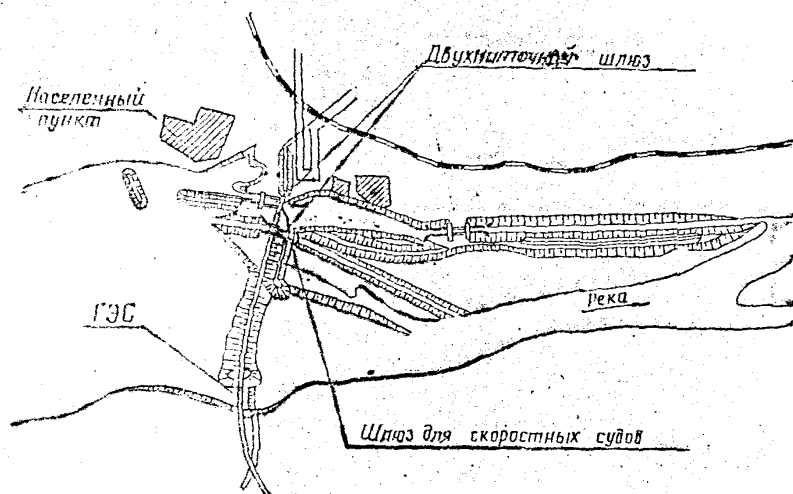 Двухниточный шлюз
Населенный
пункт
Река
ГЭС
Шлюз для скоростных судов